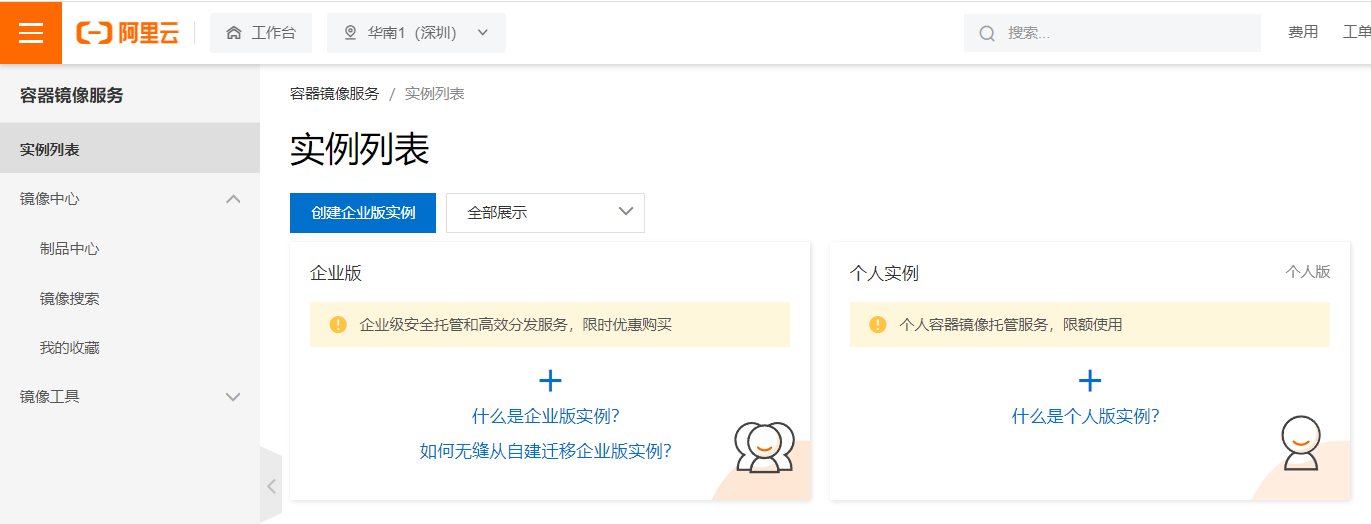 阿里云
工作台
华南1（深圳）
搜索...
费用
工单
容器镜像服务
实例列表
镜像中心
制品中心
镜像搜索
我的收藏
镜像工具
容器镜像服务 / 实例列表
实例列表
创建企业版实例
全部展示
企业版
企业级安全托管和高效分发服务，限时优惠购买
什么是企业版实例？
如何无缝从自建迁移企业版实例？
个人实例
个人版
个人容器镜像托管服务，限额使用
什么是个人版实例？